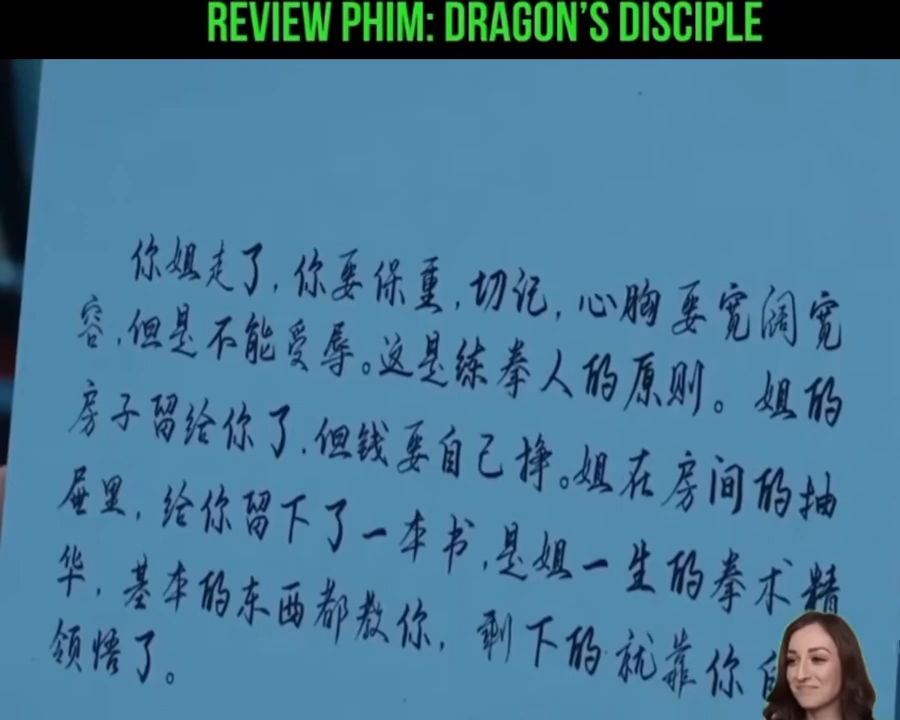 REVIEW PHIM: DRAGON'S DISCIPLE
你姐走了,你要保重,切记,心胸要宽阔宽
容,但是不能受辱。这是练拳人的原则。姐的
房子留给你了,但钱要自己挣。姐在房间的抽
屉里,给你留下了一本书,是姐一生的拳术精
华,基本的东西都教你,剩下的就靠你
领悟了。